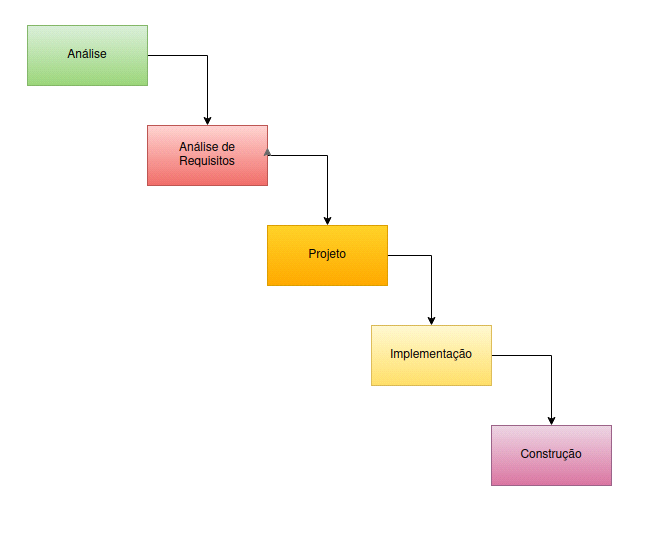 Análise
Análise de
Requisitos
Projeto
Implementação
Construção